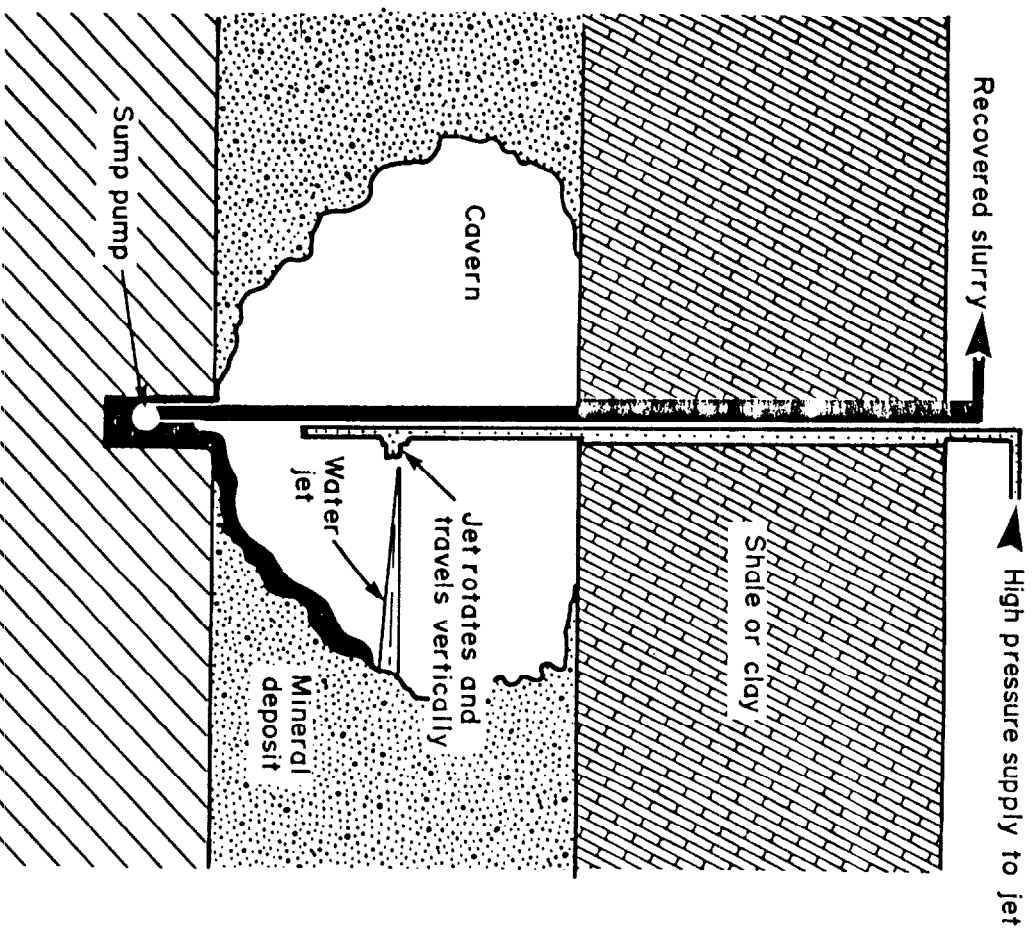 High pressure supply to jet
Recovered slurry
Shale or clay
Cavern
Jet rotates and
travels vertically
Water
jet
Mineral
deposit
Sump pump